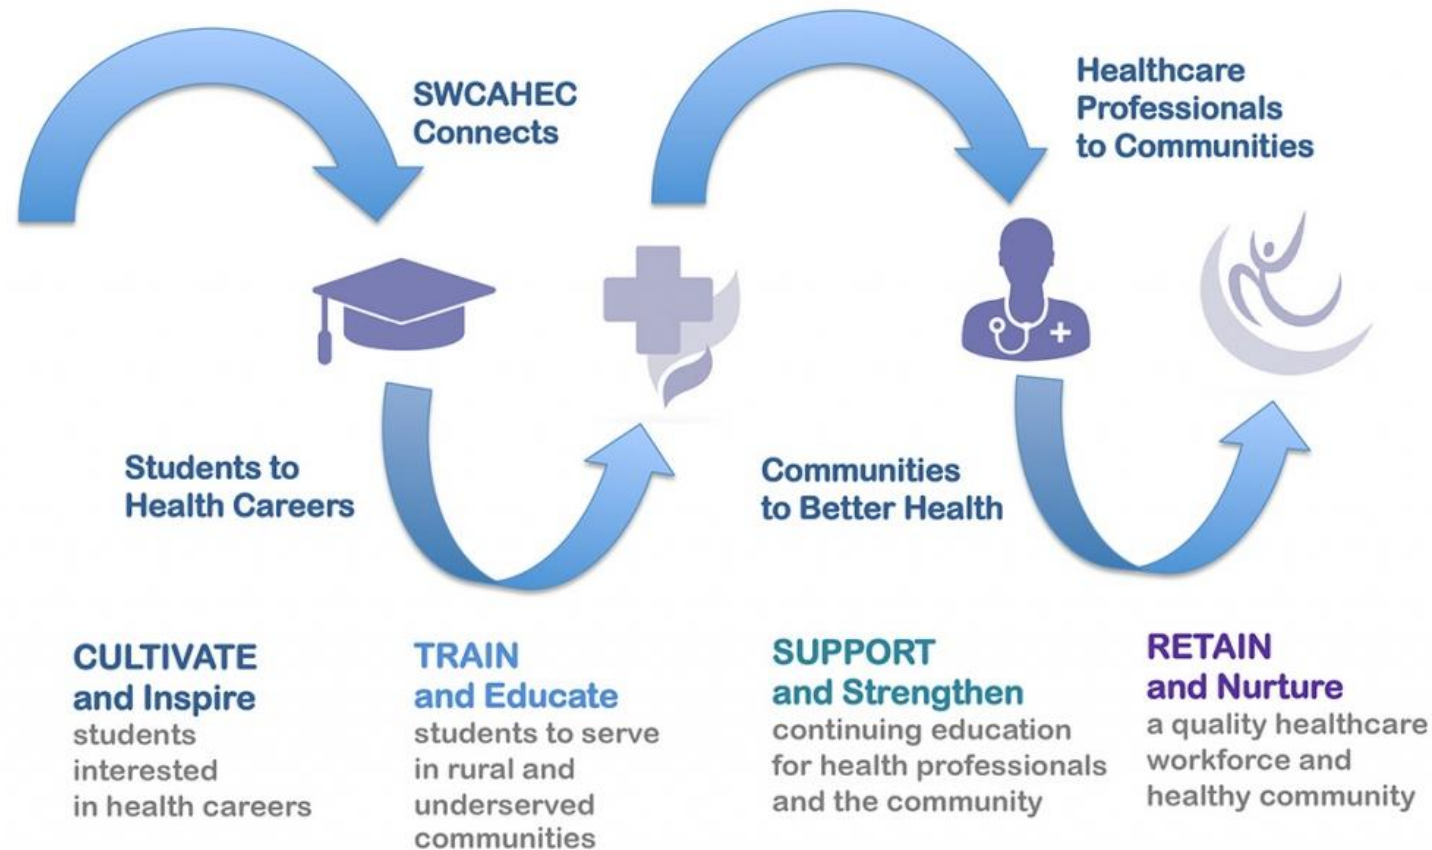 SWCAHEC
Connects
Healthcare
Professionals
to Communities
Students to
Health Careers
Communities
to Better Health
CULTIVATE
and Inspire
students
interested
in health careers
TRAIN
and Educate
students to serve
in rural and
underserved
communities
SUPPORT
and Strengthen
continuing education
for health professionals
and the community
RETAIN
and Nurture
a quality healthcare
workforce and
healthy community